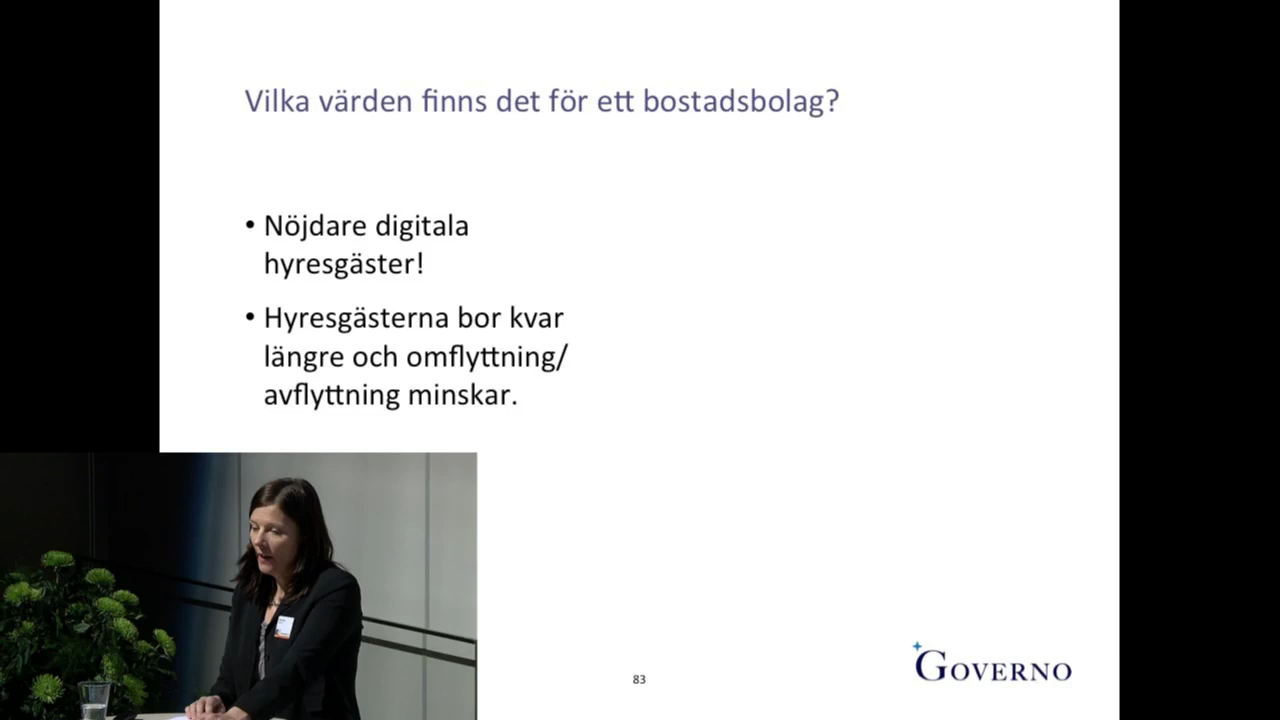 Vilka värden finns det för ett bostadsbolag?
• Nöjdare digitala
hyresgäster!
• Hyresgästerna bor kvar
längre och omflyttning/
avflyttning minskar.
83
GOVERNO